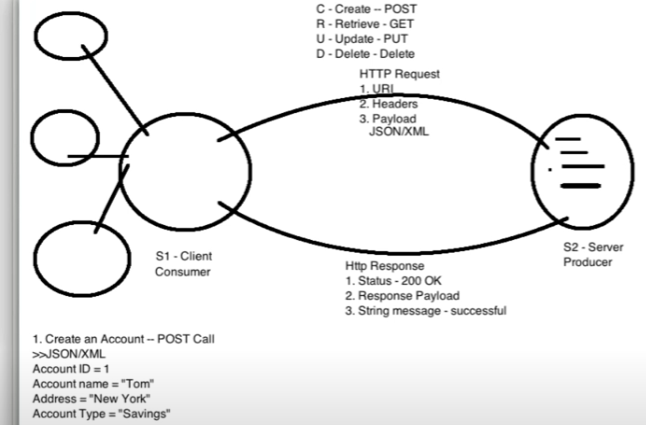 C - Create -- POST
R - Retrieve - GET
U - Update - PUT
D - Delete - Delete
HTTP Request
1. URI
2. Headers
3. Payload
JSON/XML
S1 - Client
Consumer
S2 - Server
Producer
Http Response
1. Status - 200 OK
2. Response Payload
3. String message - successful
1. Create an Account -- POST Call
>>JSON/XML
Account ID = 1
Account name = "Tom"
Address = "New York"
Account Type = "Savings"